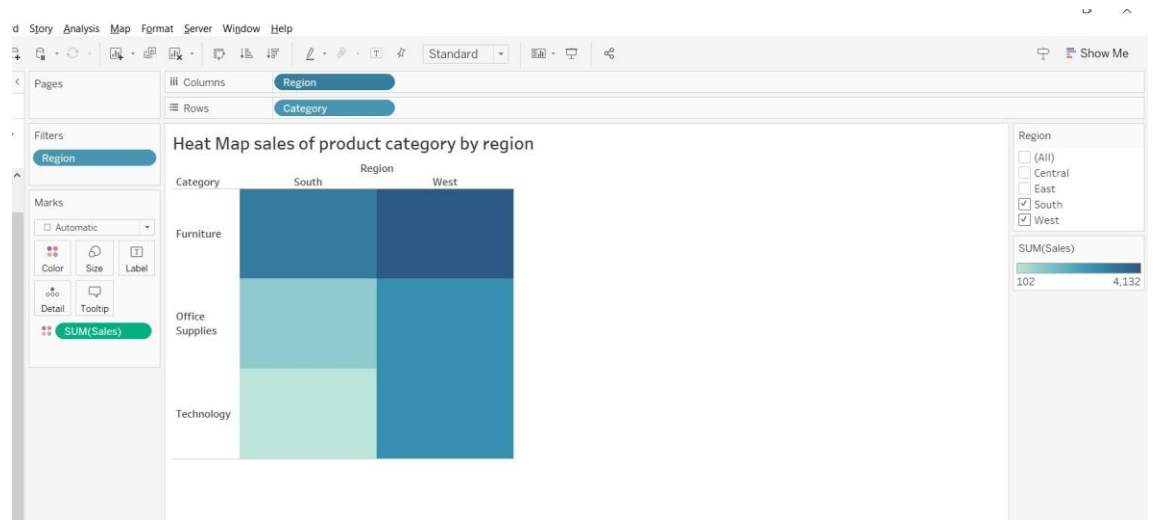 Story Analysis Map Format Server Window Help
Standard
Show Me
Pages
Columns
Region
Rows
Category
Filters
Region
Marks
Automatic
Color Size Label
Detail Tooltip
SUM(Sales)
Heat Map sales of product category by region
Region
Category South West
Furniture
Office
Supplies
Technology
Region
(All)
Central
East
South
West
SUM(Sales)
102 4,132